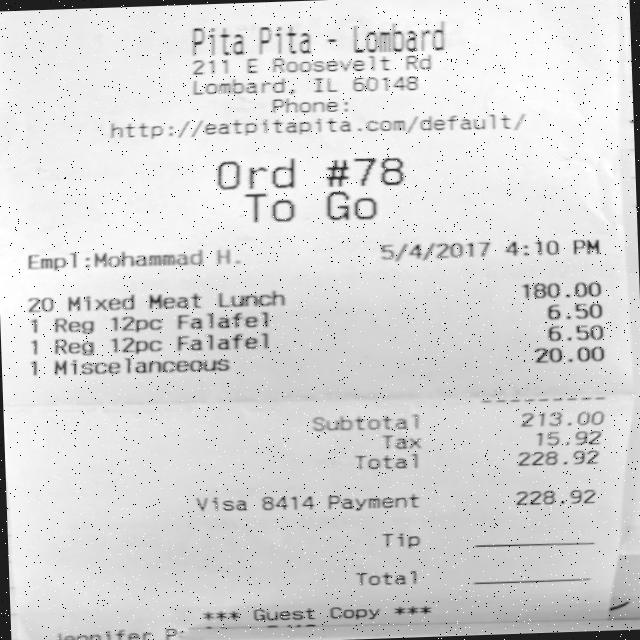 Pita Pita - Lombard
211 E Roosevelt Rd
Lombard, IL 60148
Phone:
http://eatpitapita.com/default/
Ord #78
To Go
Empl:Mohammad H. 5/4/2017 4:10 PM
20 Mixed Meat Lunch 180.00
1 Reg 12pc Falafel 6.50
1 Reg 12pc Falafel 6.50
1 Miscelanceous 20.00
Subtotal 213.00
Tax 15.92
Total 228.92
Visa 8414 Payment 228.92
Tip
Total
*** Guest Copy ***
Jennifer P.